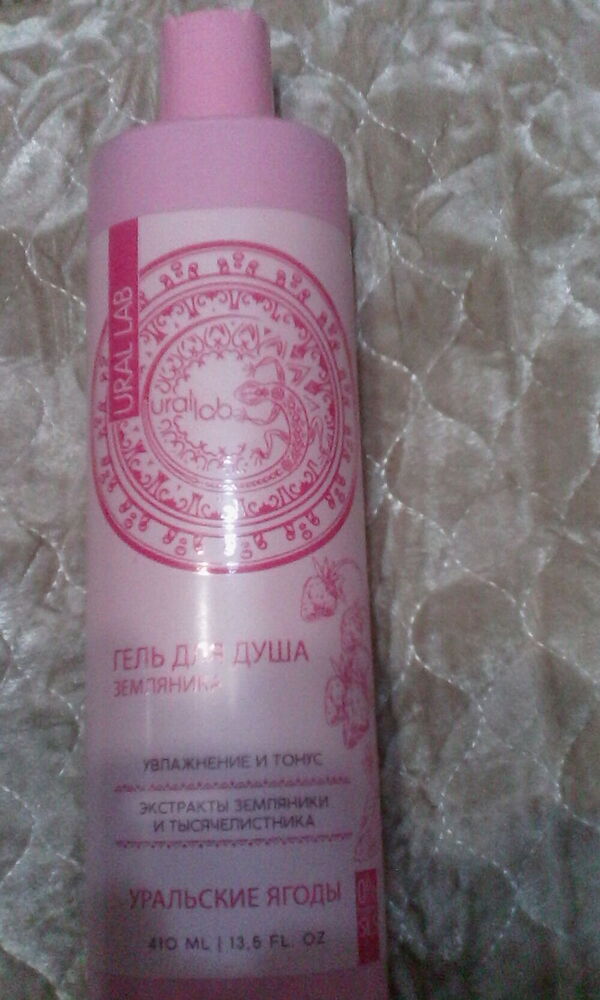 URAL LAB
urallab
ГЕЛЬ ДЛЯ ДУША
ЗЕМЛЯНИКА
УВЛАЖНЕНИЕ И ТОНУС
ЭКСТРАКТЫ ЗЕМЛЯНИКИ
И ТЫСЯЧЕЛИСТНИКА
УРАЛЬСКИЕ ЯГОДЫ
410 ML | 13,5 FL. OZ